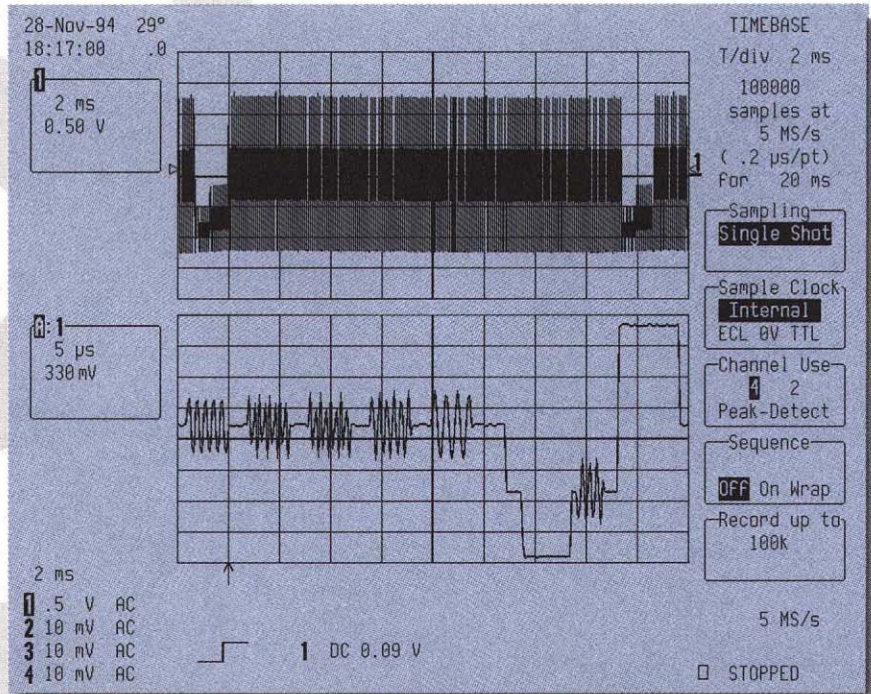 28-Nov-94 29°
18:17:00 .0
1
2 ms
0.50 V
1
A:1
5 µs
330 mV
2 ms
1 .5 V AC
2 10 mV AC
3 10 mV AC
4 10 mV AC
1 DC 0.09 V
TIMEBASE
T/div 2 ms
100000
samples at
5 MS/s
( .2 µs/pt)
for 20 ms
Sampling
Single Shot
Sample Clock
Internal
ECL 0V TTL
Channel Use
4 2
Peak-Detect
Sequence
Off On Wrap
Record up to
100k
5 MS/s
STOPPED